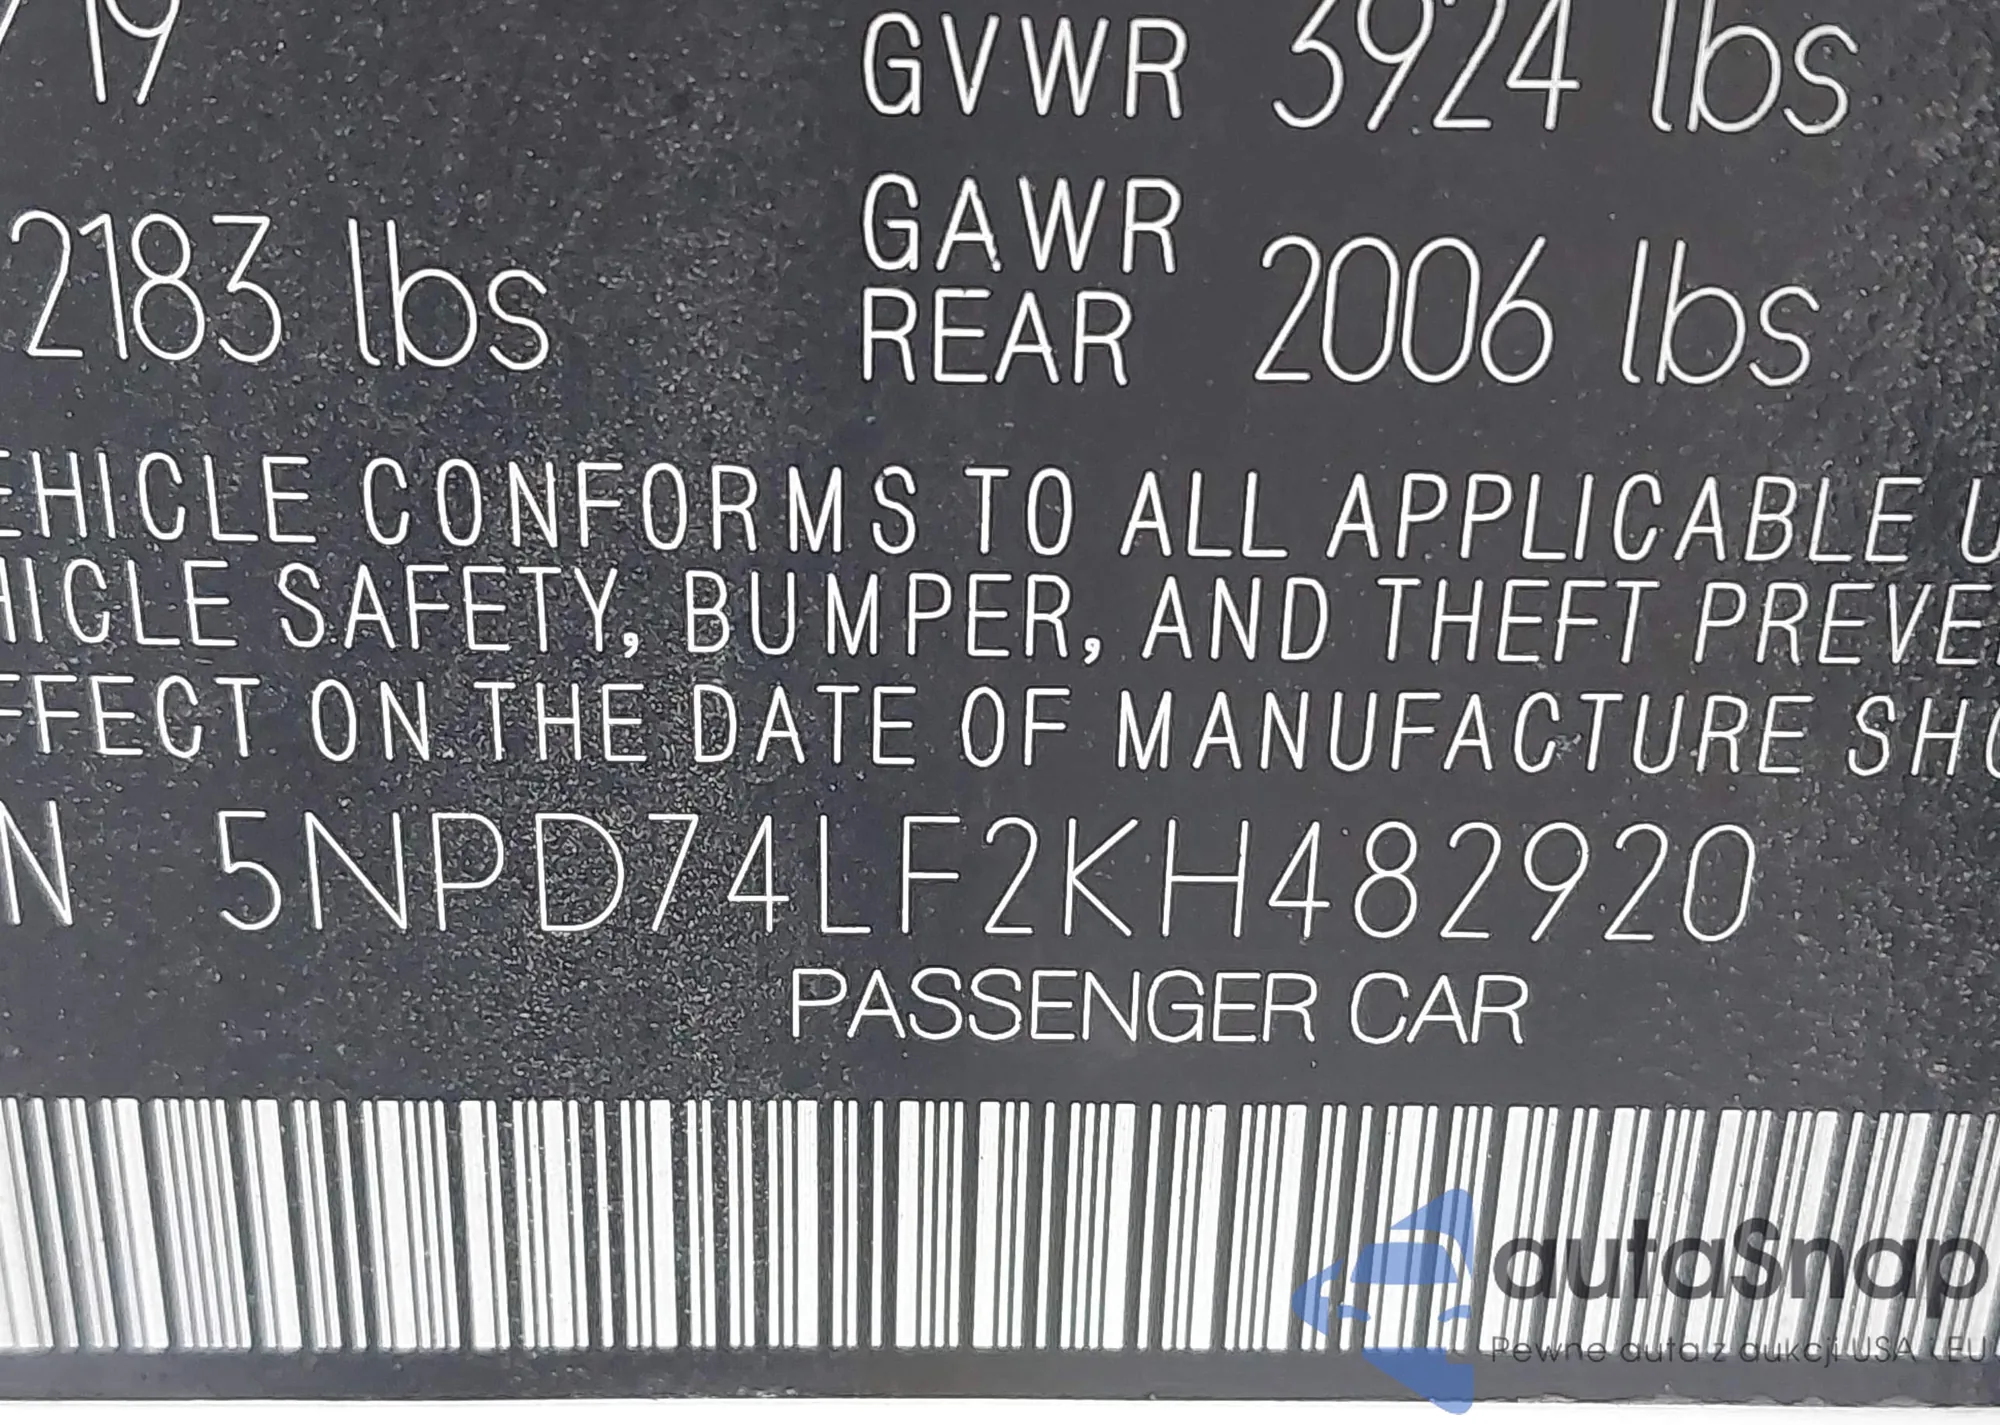 /19 GVWR 3924 lbs
2183 lbs GAWR REAR 2006 lbs
EHICLE CONFORMS TO ALL APPLICABLE U
HICLE SAFETY, BUMPER, AND THEFT PREVE
FFECT ON THE DATE OF MANUFACTURE SHO
N 5NPD74LF2KH482920
PASSENGER CAR
autaSnap
Pewne auta z aukcji USA i EU